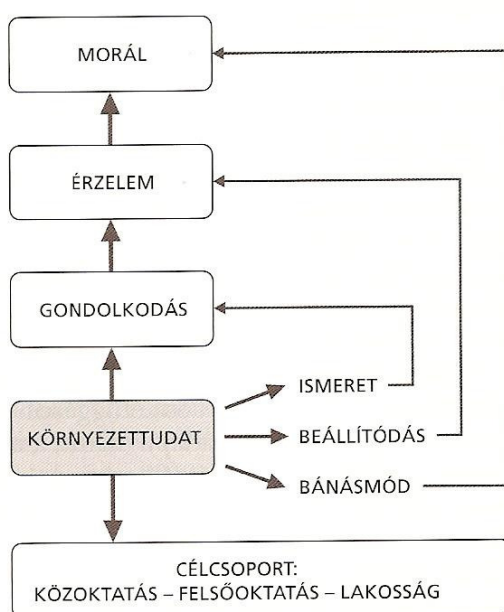 MORÁL
ÉRZELEM
GONDOLKODÁS
ISMERET
KÖRNYEZETTUDAT
BEÁLLÍTÓDÁS
BÁNÁSMÓD
CÉLCSOPORT:
KÖZOKTATÁS – FELSŐOKTATÁS – LAKOSSÁG